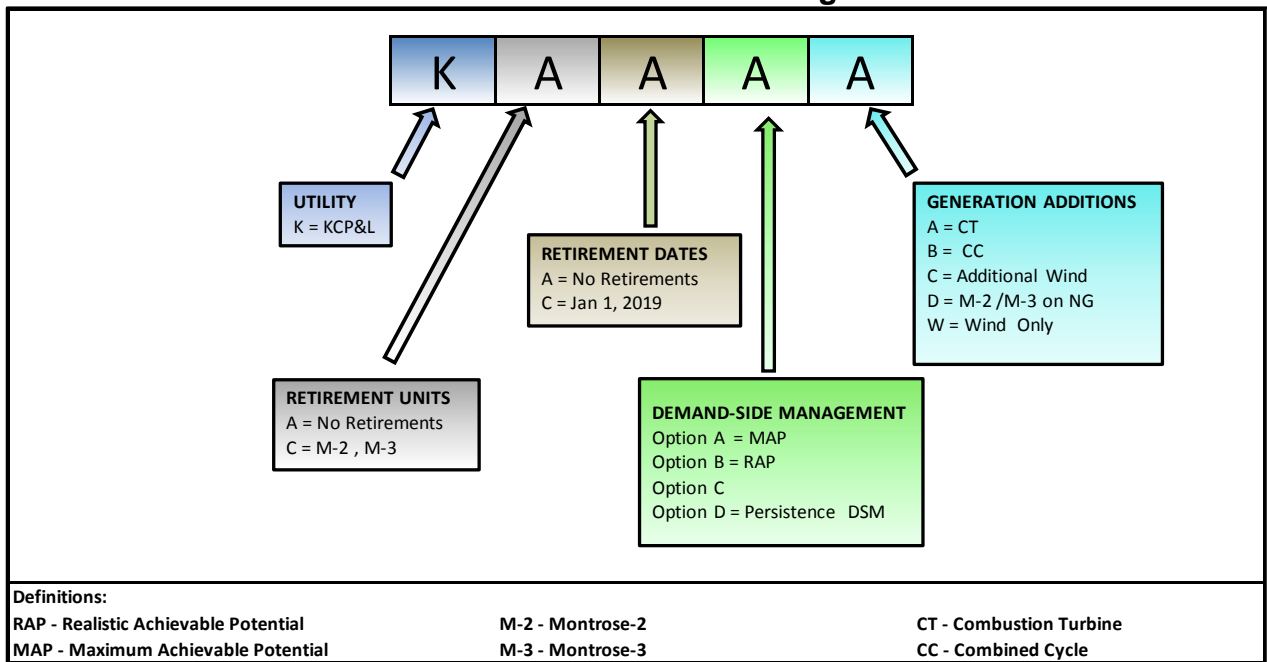 K A A A A
UTILITY
K = KCP&L
RETIREMENT UNITS
A = No Retirements
C = M-2 , M-3
RETIREMENT DATES
A = No Retirements
C = Jan 1, 2019
DEMAND-SIDE MANAGEMENT
Option A = MAP
Option B = RAP
Option C
Option D = Persistence DSM
GENERATION ADDITIONS
A = CT
B = CC
C = Additional Wind
D = M-2 /M-3 on NG
W = Wind Only
Definitions:
RAP - Realistic Achievable Potential M-2 - Montrose-2 CT - Combustion Turbine
MAP - Maximum Achievable Potential M-3 - Montrose-3 CC - Combined Cycle